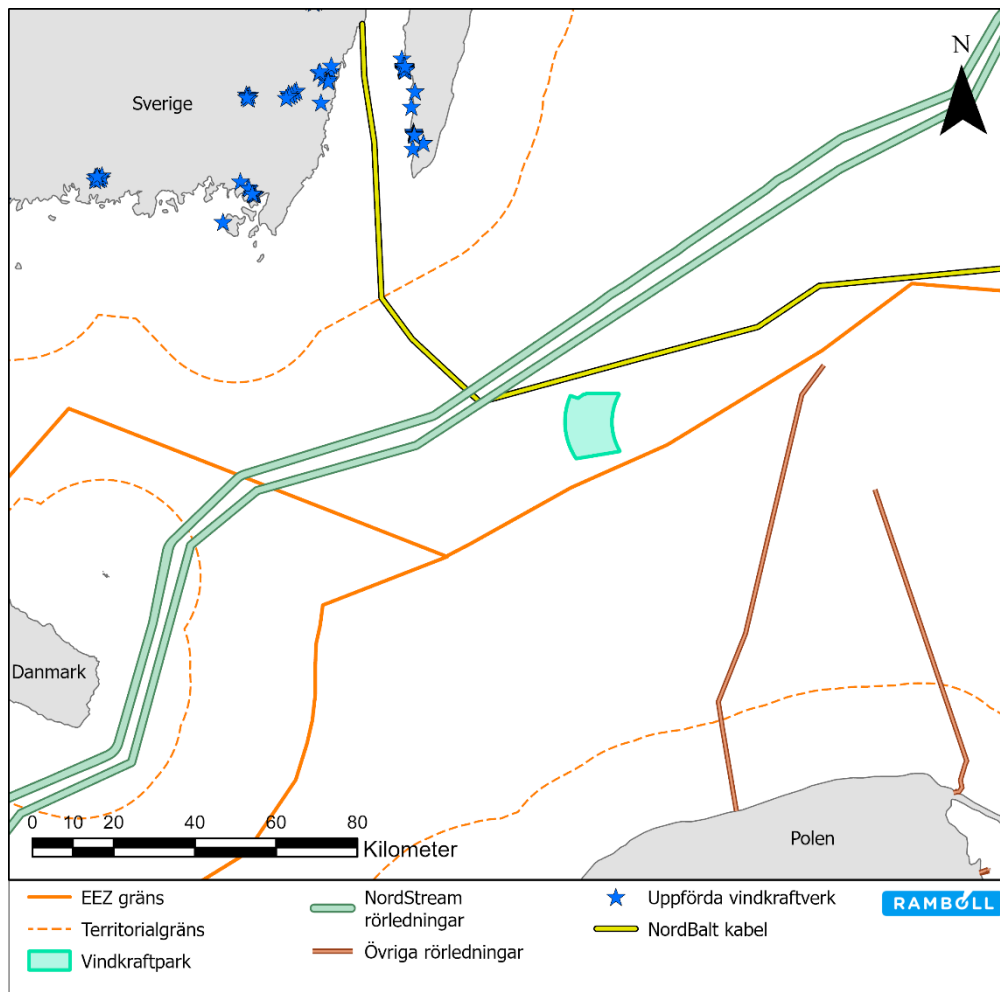 N
Sverige
Danmark
Polen
0 10 20 40 60 80
Kilometer
EEZ gräns
Territorialgräns
Vindkraftpark
NordStream
rörledningar
Övriga rörledningar
Uppförda vindkraftverk
NordBalt kabel
RAMBOLL